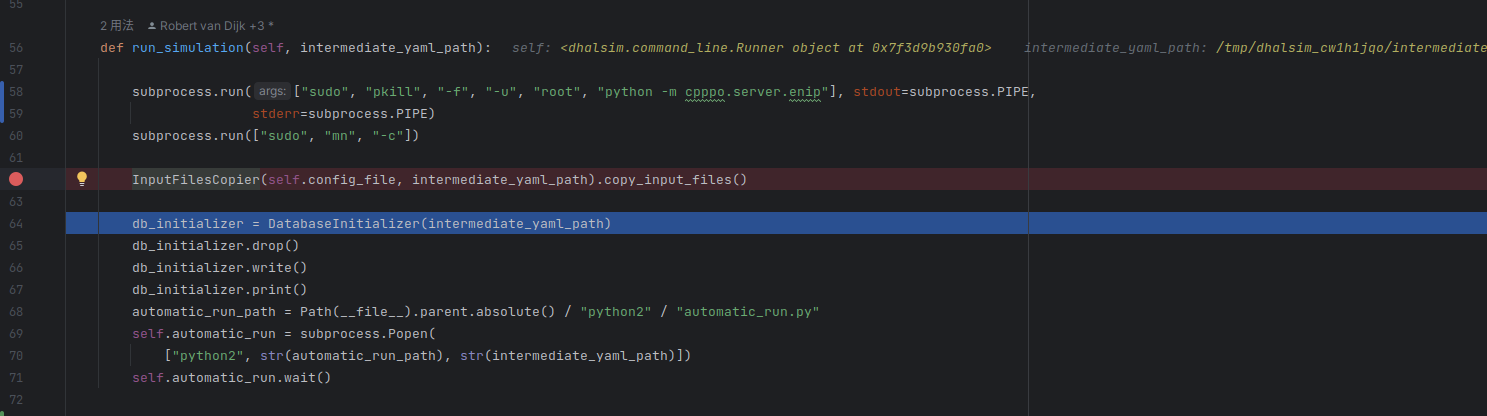 55
2 用法 Robert van Dijk +3 *
56 def run_simulation(self, intermediate_yaml_path): self: <dhalsim.command_line.Runner object at 0x7f3d9b930fa0> intermediate_yaml_path: /tmp/dhalsim_cw1h1jqo/intermediate
57
58 subprocess.run( args: ["sudo", "pkill", "-f", "-u", "root", "python -m cpppo.server.enip"], stdout=subprocess.PIPE,
59 stderr=subprocess.PIPE)
60 subprocess.run(["sudo", "mn", "-c"])
61
InputFilesCopier(self.config_file, intermediate_yaml_path).copy_input_files()
63
64 db_initializer = DatabaseInitializer(intermediate_yaml_path)
65 db_initializer.drop()
66 db_initializer.write()
67 db_initializer.print()
68 automatic_run_path = Path(__file__).parent.absolute() / "python2" / "automatic_run.py"
69 self.automatic_run = subprocess.Popen(
70 ["python2", str(automatic_run_path), str(intermediate_yaml_path)])
71 self.automatic_run.wait()
72